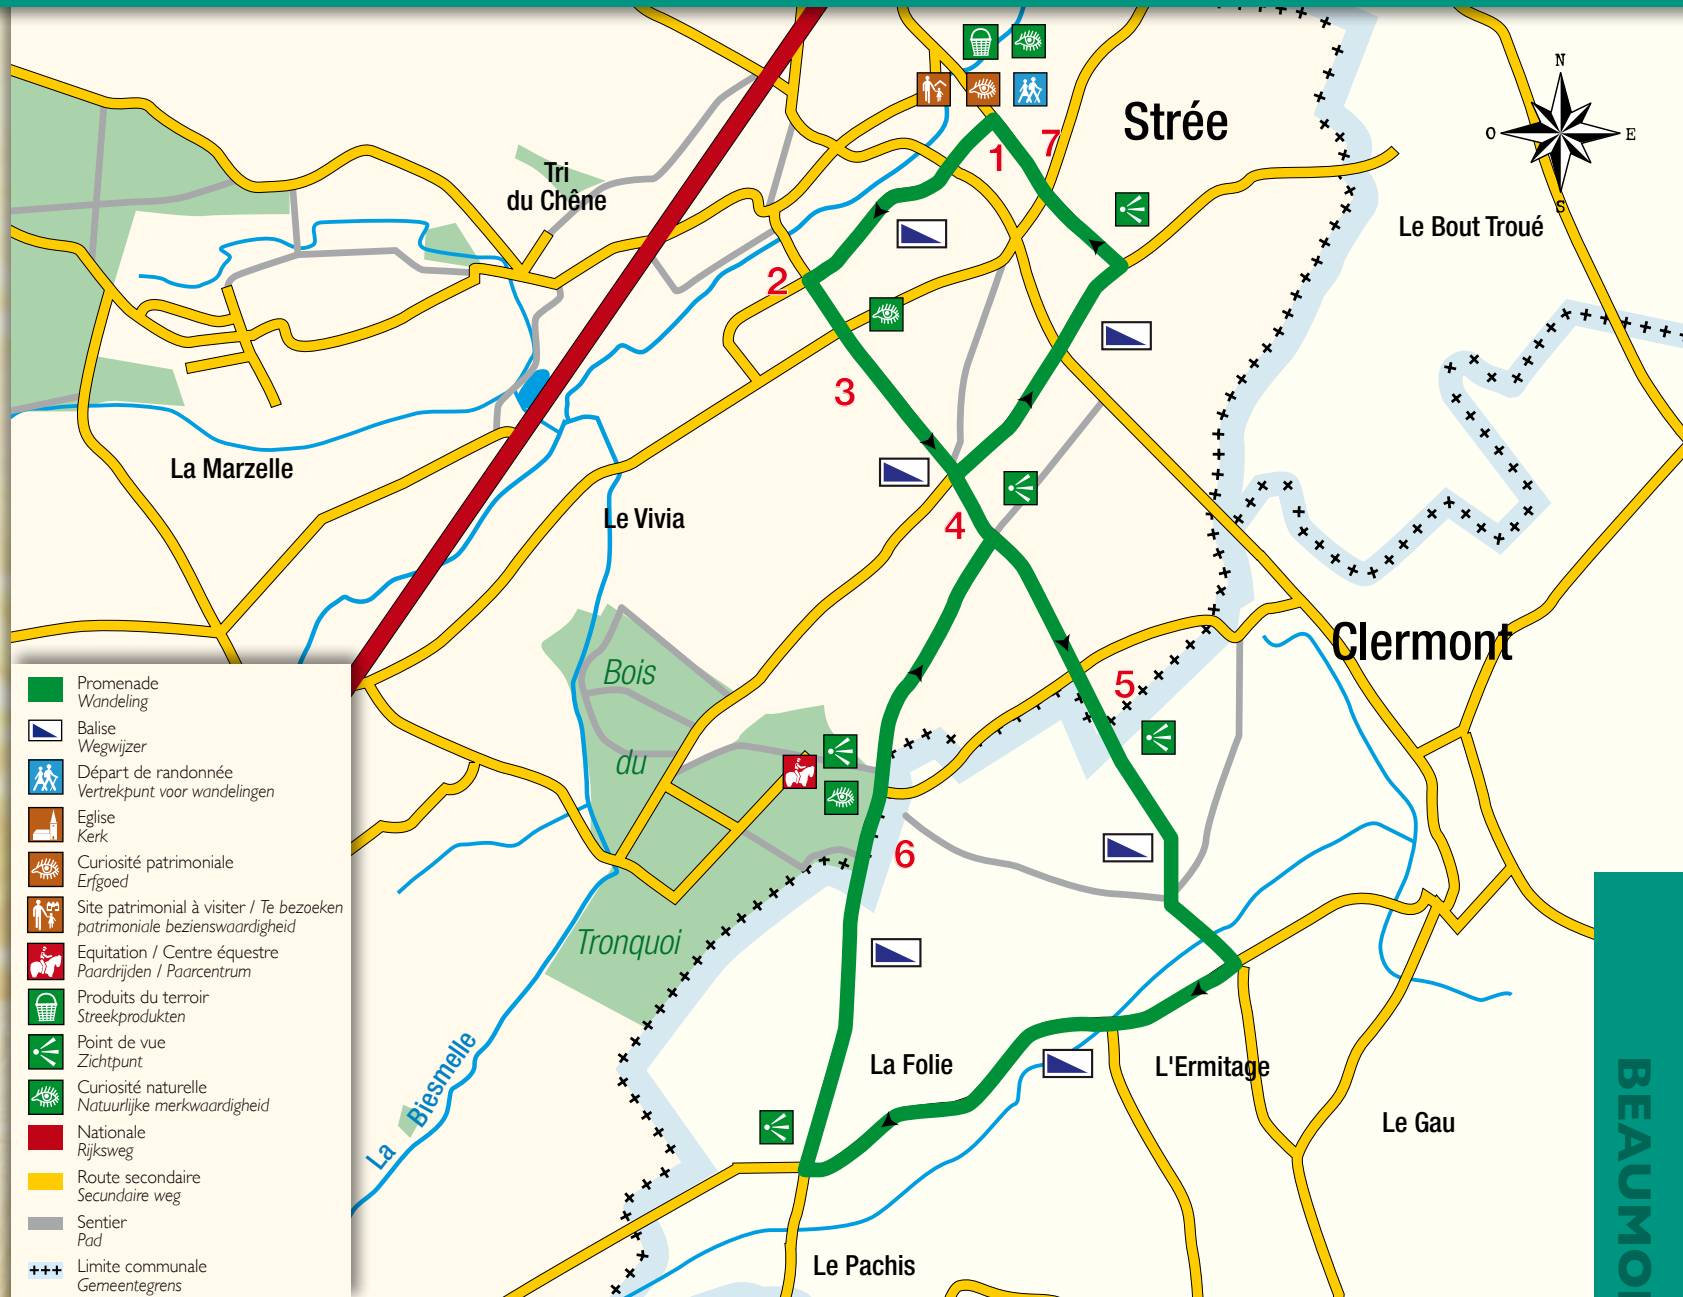 N
O
E
S
Strée
1
7
Tri
du Chêne
Le Bout Troué
2
3
La Marzelle
Le Vivia
4
Clermont
Bois
du
Tronquoi
5
6
La Folie
L'Ermitage
Le Gau
La Biesmelle
Le Pachis
BEAUMO
Promenade
Wandeling
Balise
Wegwijzer
Départ de randonnée
Vertrekpunt voor wandelingen
Eglise
Kerk
Curiosité patrimoniale
Erfgoed
Site patrimonial à visiter / Te bezoeken
patrimoniale bezienswaardigheid
Equitation / Centre équestre
Paardrijden / Paarcentrum
Produits du terroir
Streekprodukten
Point de vue
Zichtpunt
Curiosité naturelle
Natuurlijke merkwaardigheid
Nationale
Rijksweg
Route secondaire
Secundaire weg
Sentier
Pad
Limite communale
Gemeentegrens